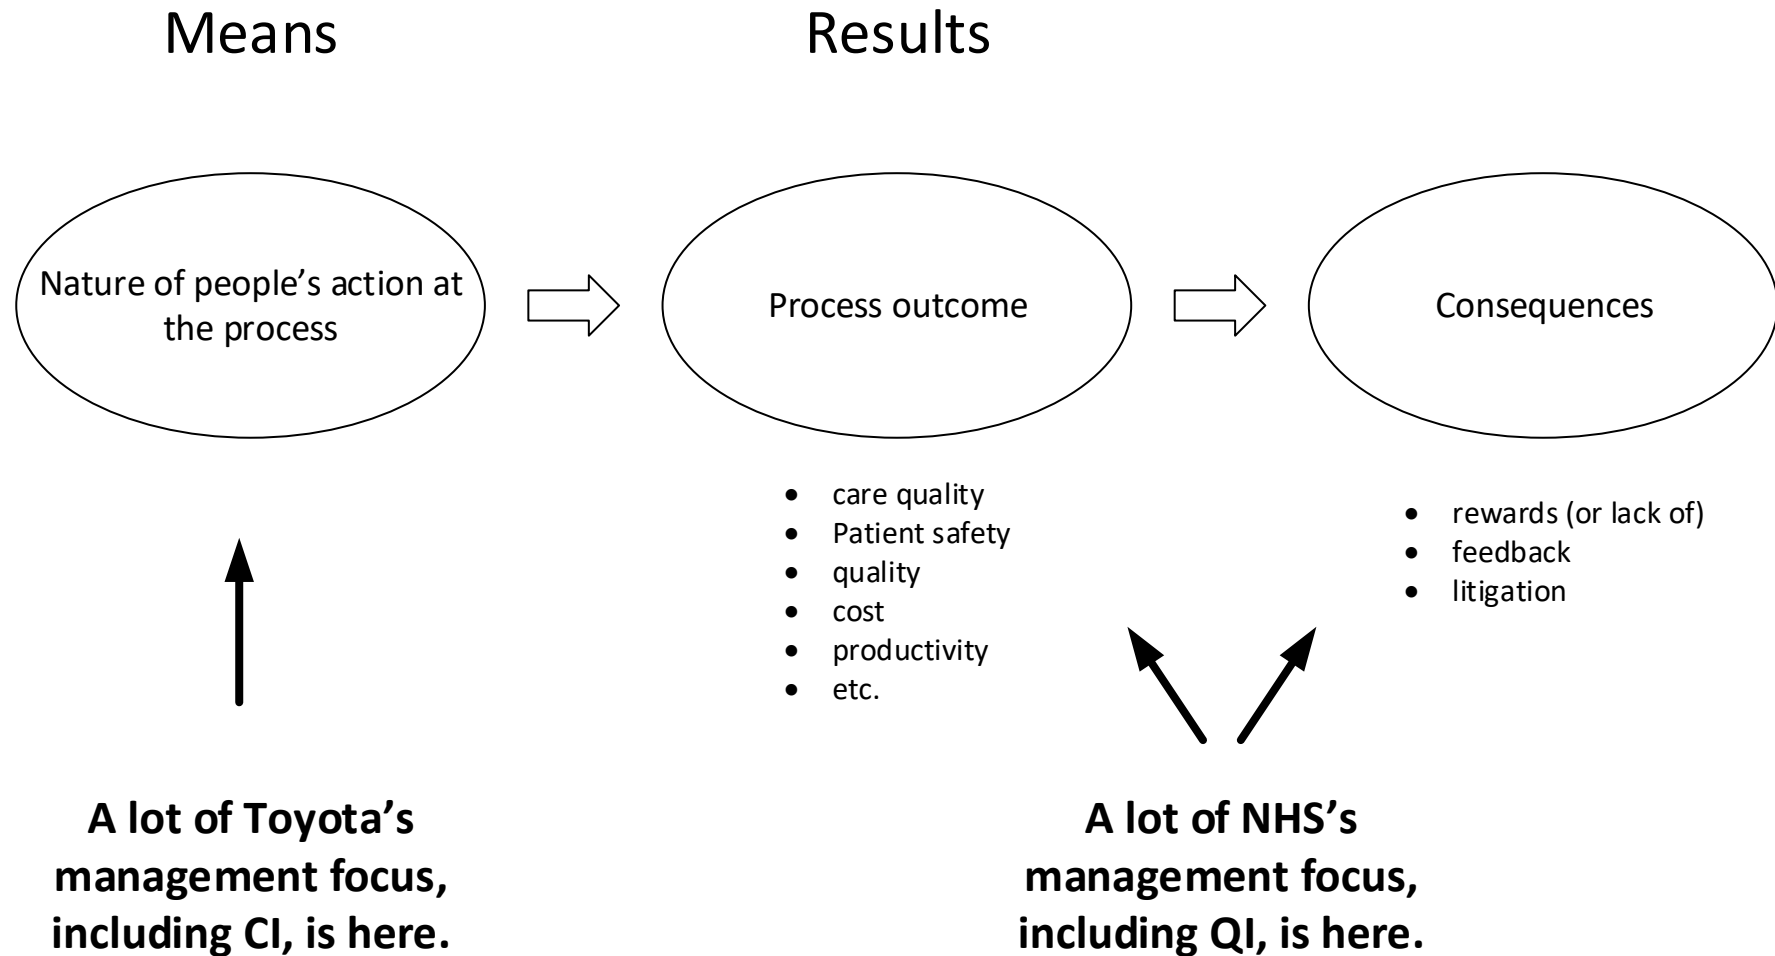 Means
Results
Nature of people’s action at
the process
Process outcome
Consequences
• care quality
• Patient safety
• quality
• cost
• productivity
• etc.
• rewards (or lack of)
• feedback
• litigation
A lot of Toyota’s
management focus,
including CI, is here.
A lot of NHS’s
management focus,
including QI, is here.